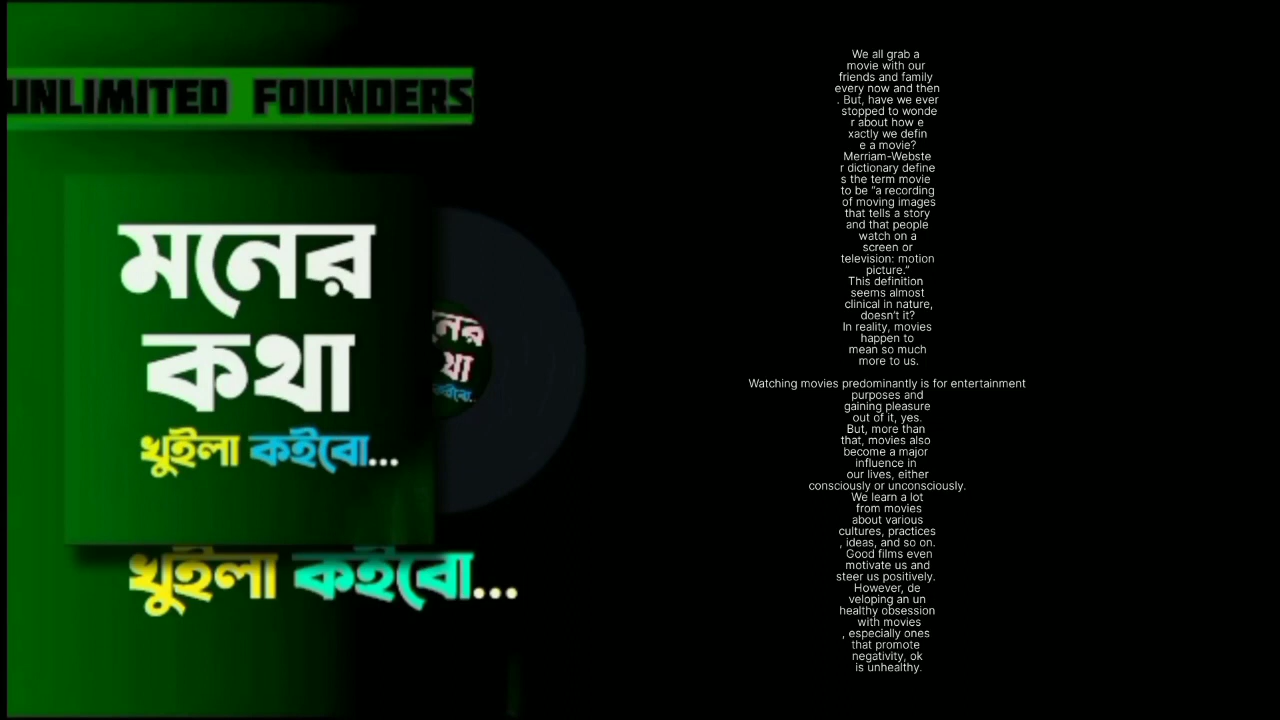 UNLIMITED FOUNDERS
মনের
কথা
খুইলা কইবো...
নের
থা
খুইলা কইবো...
We all grab a
movie with our
friends and family
every now and then
. But, have we ever
stopped to wonde
r about how e
xactly we defin
e a movie?
Merriam-Webste
r dictionary define
s the term movie
to be “a recording
of moving images
that tells a story
and that people
watch on a
screen or
television: motion
picture.”
This definition
seems almost
clinical in nature,
doesn’t it?
In reality, movies
happen to
mean so much
more to us.
Watching movies predominantly is for entertainment
purposes and
gaining pleasure
out of it, yes.
But, more than
that, movies also
become a major
influence in
our lives, either
consciously or unconsciously.
We learn a lot
from movies
about various
cultures, practices
, ideas, and so on.
Good films even
motivate us and
steer us positively.
However, de
veloping an un
healthy obsession
with movies
, especially ones
that promote
negativity, ok
is unhealthy.